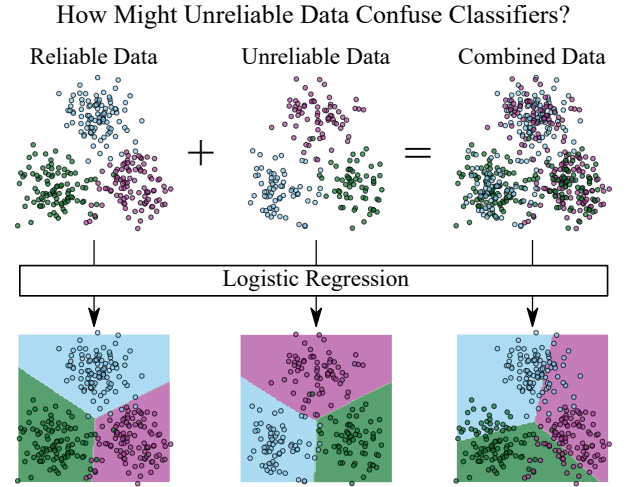 How Might Unreliable Data Confuse Classifiers?
Reliable Data
Unreliable Data
Combined Data
+
=
Logistic Regression